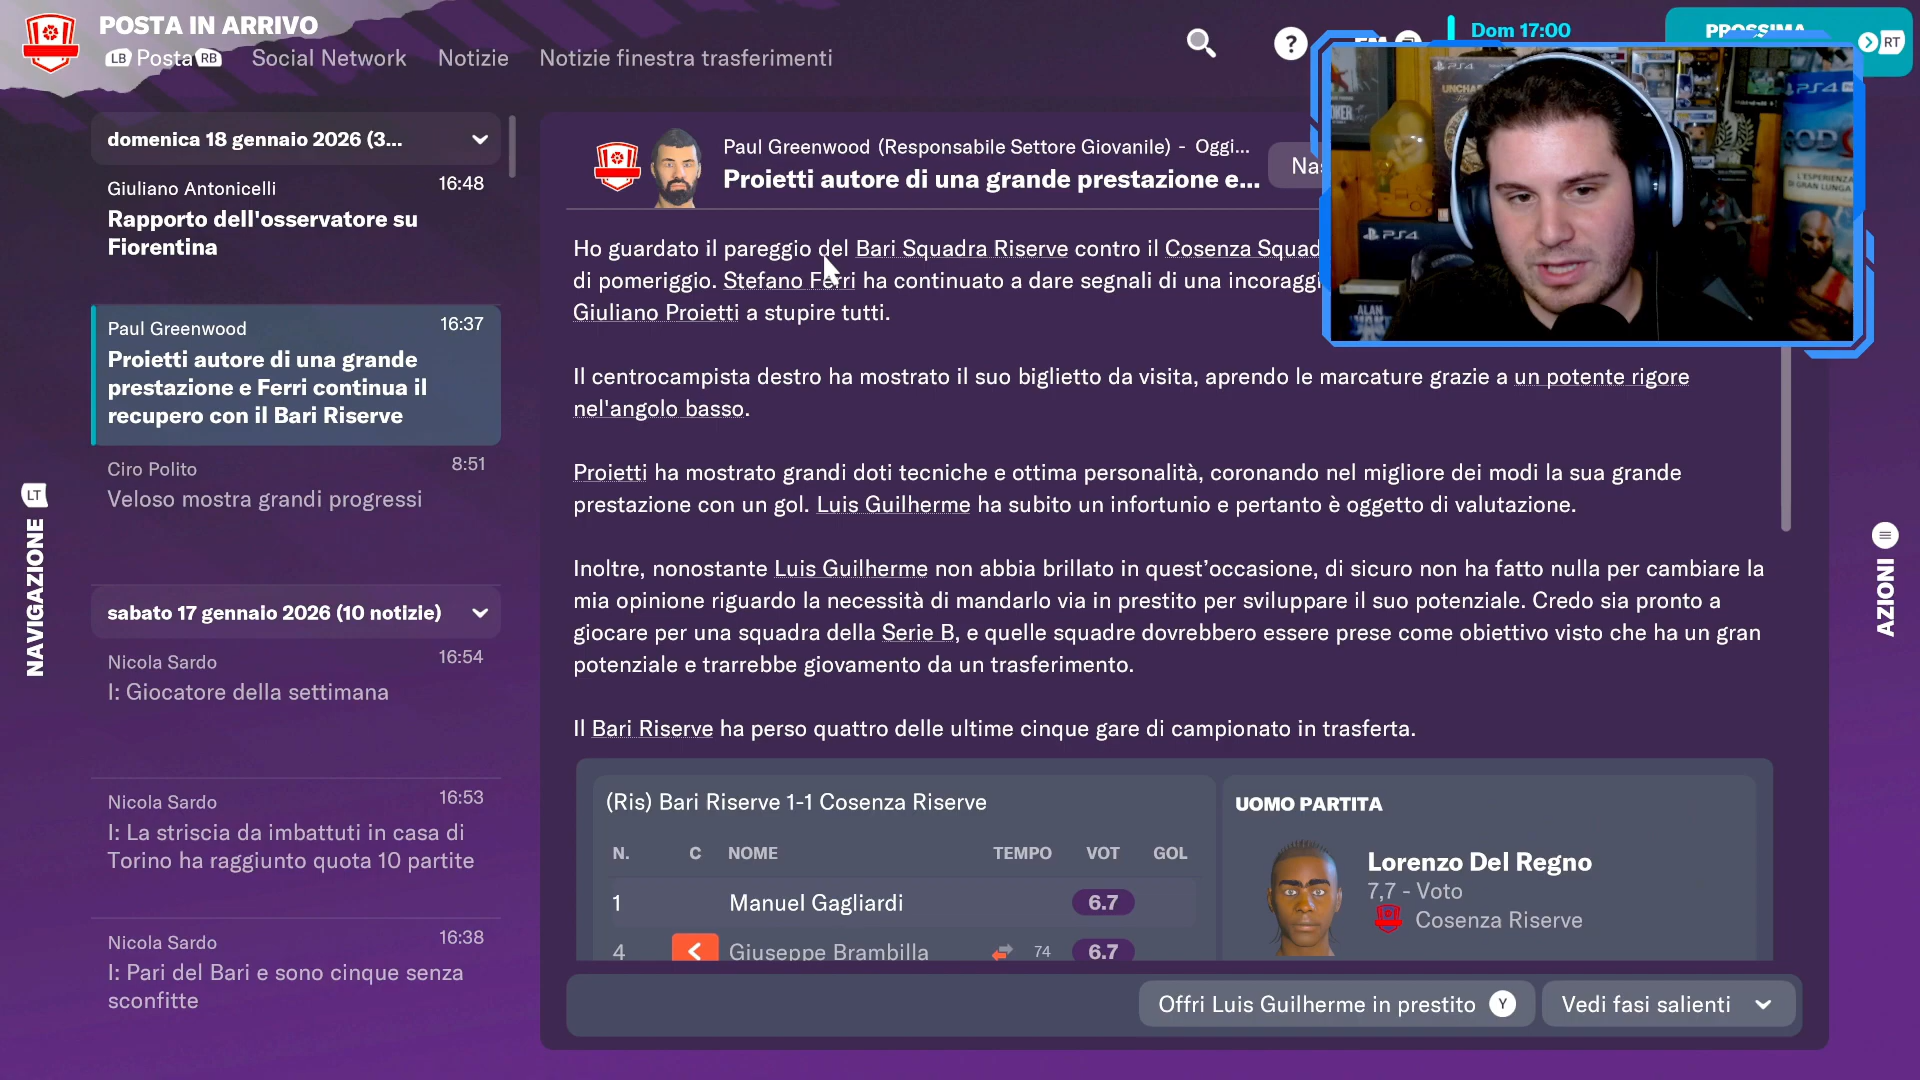 POSTA IN ARRIVO
LB Posta RB Social Network Notizie Notizie finestra trasferimenti
?
Dom 17:00
PROSSIMA
RT
domenica 18 gennaio 2026 (3...
Giuliano Antonicelli 16:48
Rapporto dell'osservatore su
Fiorentina
Paul Greenwood 16:37
Proietti autore di una grande
prestazione e Ferri continua il
recupero con il Bari Riserve
Ciro Polito 8:51
Veloso mostra grandi progressi
sabato 17 gennaio 2026 (10 notizie)
Nicola Sardo 16:54
I: Giocatore della settimana
Nicola Sardo 16:53
I: La striscia da imbattuti in casa di
Torino ha raggiunto quota 10 partite
Nicola Sardo 16:38
I: Pari del Bari e sono cinque senza
sconfitte
LT
NAVIGAZIONE
AZIONI
Paul Greenwood (Responsabile Settore Giovanile) - Oggi...
Proietti autore di una grande prestazione e...
Ho guardato il pareggio del Bari Squadra Riserve contro il Cosenza Squad
di pomeriggio. Stefano Ferri ha continuato a dare segnali di una incoraggi
Giuliano Proietti a stupire tutti.
Il centrocampista destro ha mostrato il suo biglietto da visita, aprendo le marcature grazie a un potente rigore
nel'angolo basso.
Proietti ha mostrato grandi doti tecniche e ottima personalità, coronando nel migliore dei modi la sua grande
prestazione con un gol. Luis Guilherme ha subito un infortunio e pertanto è oggetto di valutazione.
Inoltre, nonostante Luis Guilherme non abbia brillato in quest'occasione, di sicuro non ha fatto nulla per cambiare la
mia opinione riguardo la necessità di mandarlo via in prestito per sviluppare il suo potenziale. Credo sia pronto a
giocare per una squadra della Serie B, e quelle squadre dovrebbero essere prese come obiettivo visto che ha un gran
potenziale e trarrebbe giovamento da un trasferimento.
Il Bari Riserve ha perso quattro delle ultime cinque gare di campionato in trasferta.
(Ris) Bari Riserve 1-1 Cosenza Riserve
N. C NOME TEMPO VOT GOL
1 Manuel Gagliardi 6.7
4 Giuseppe Brambilla 74 6.7
UOMO PARTITA
Lorenzo Del Regno
7,7 - Voto
Cosenza Riserve
Offri Luis Guilherme in prestito Y
Vedi fasi salienti
PS4
PS4
PS4
L'ESPERIENZA
DI GRAN LUNGA
ALAN